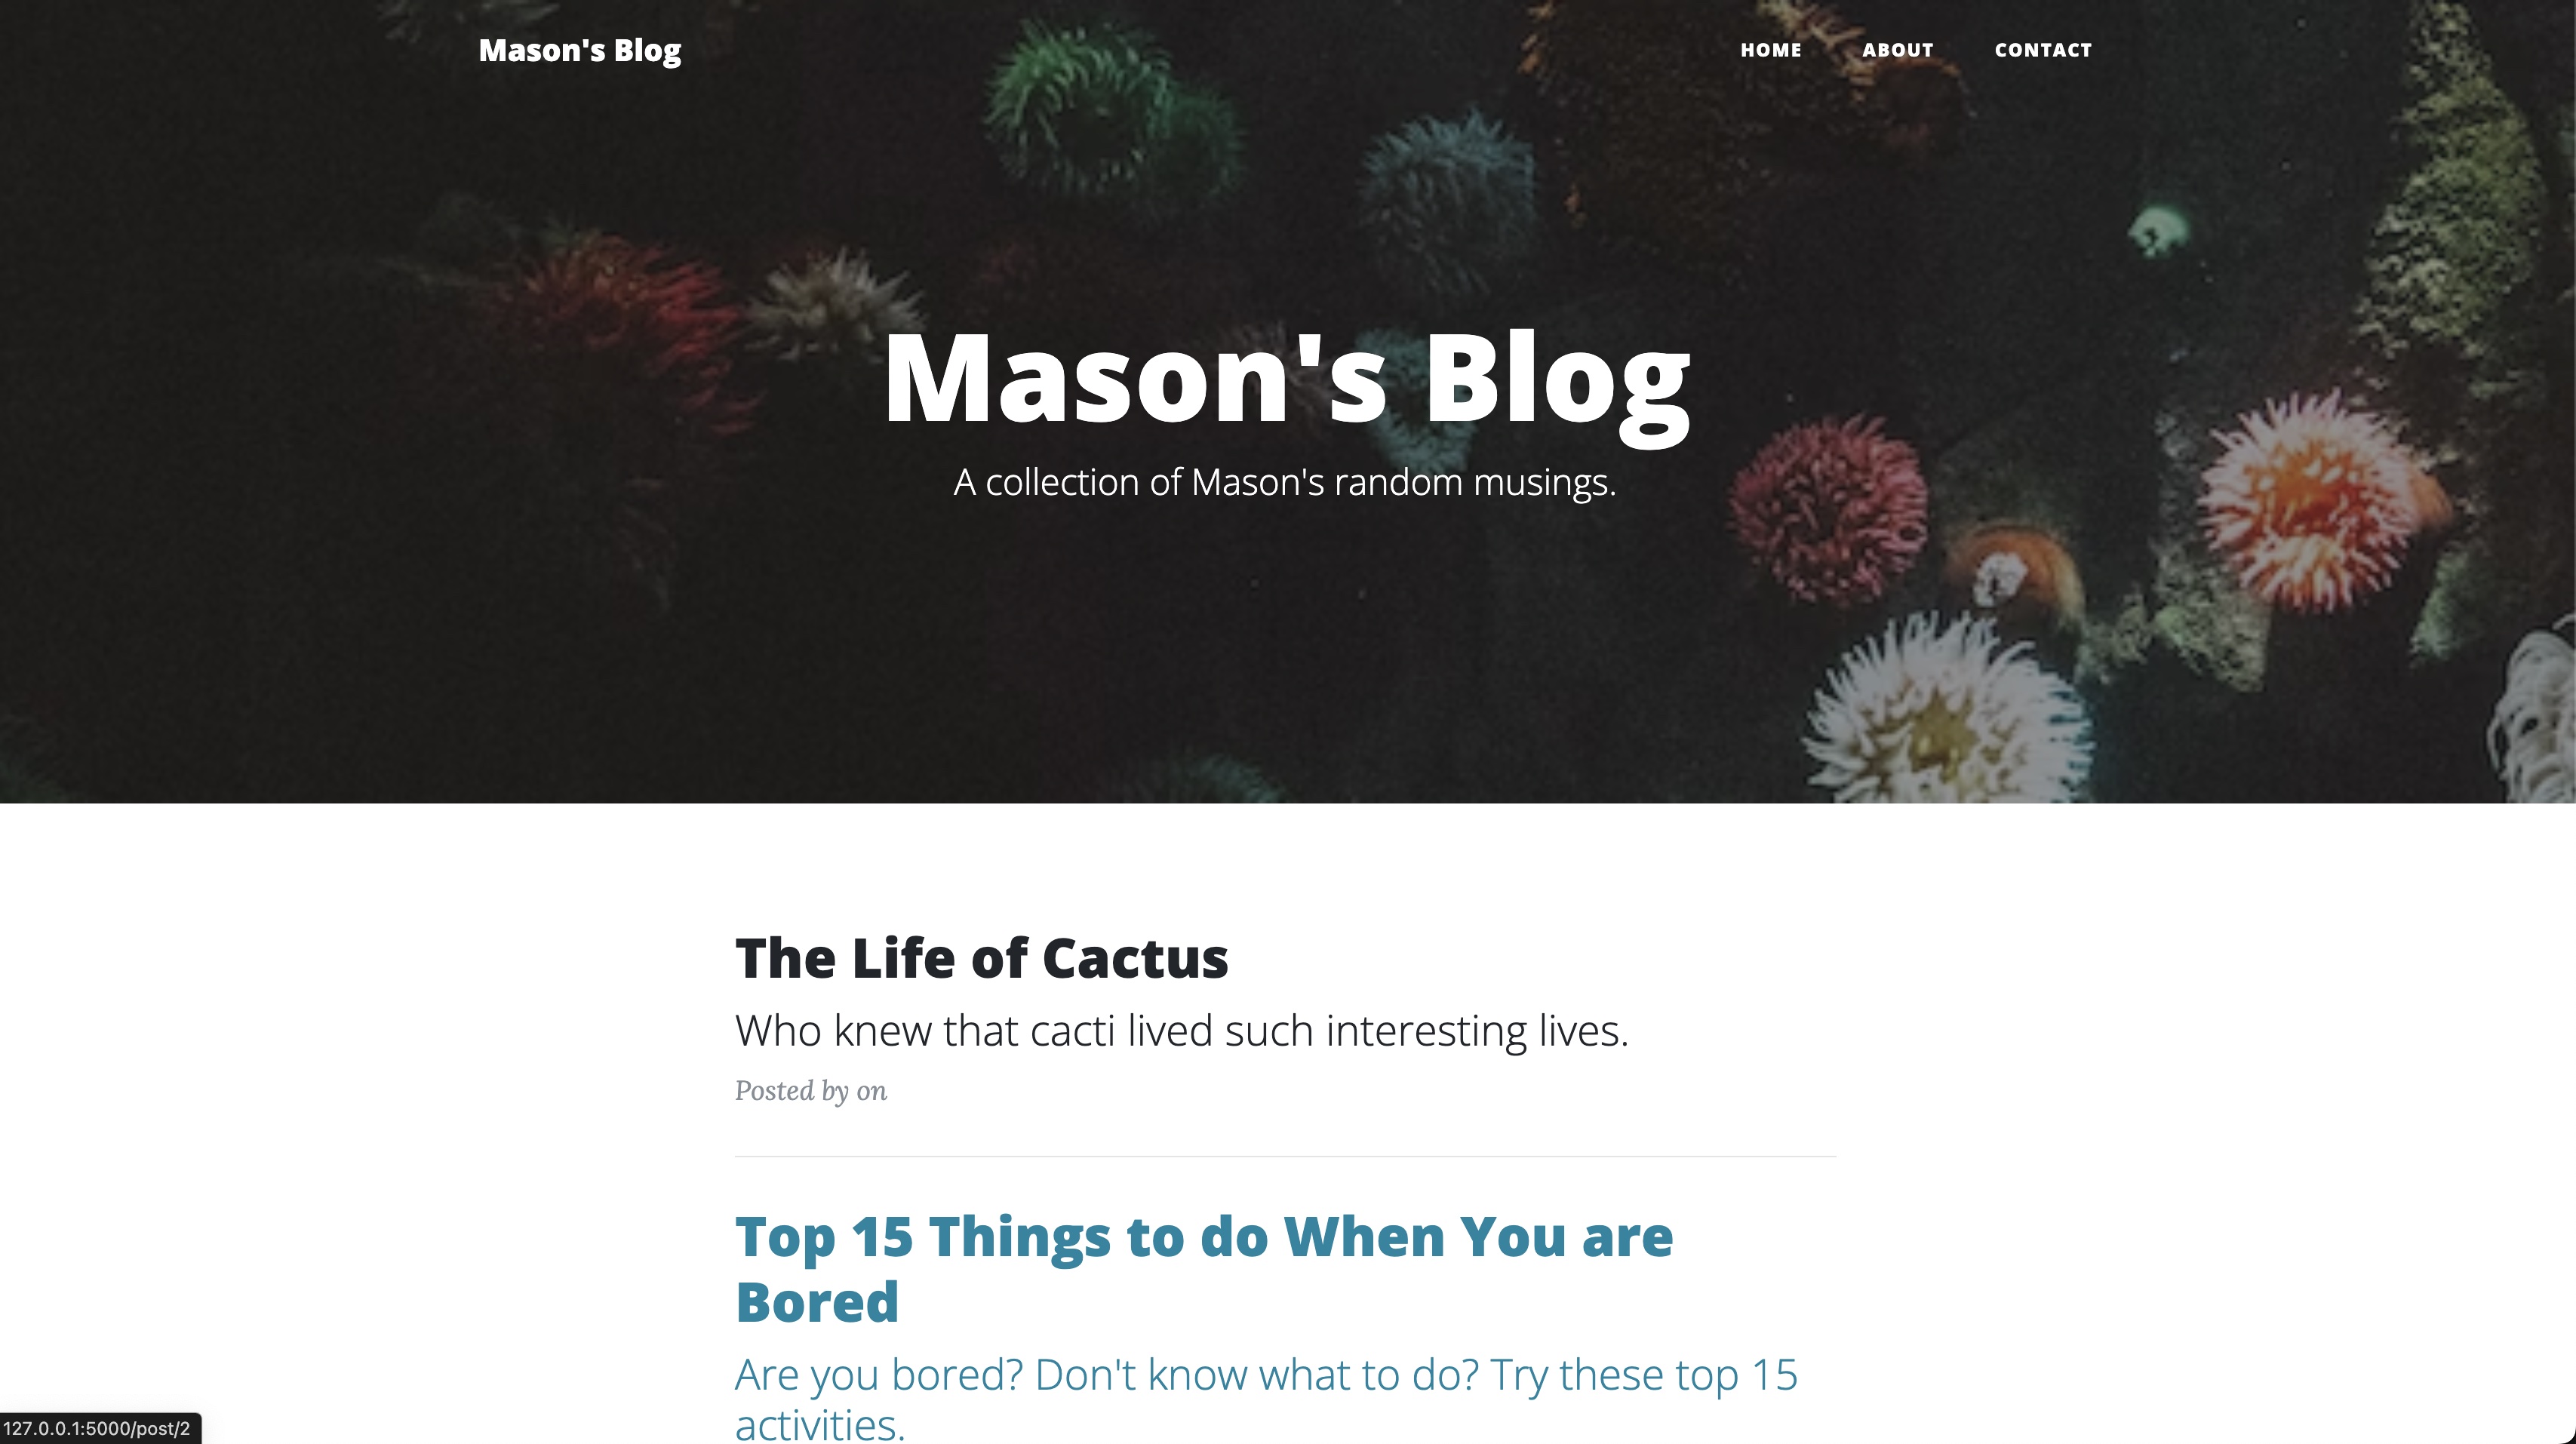 Mason's Blog
HOME ABOUT CONTACT
Mason's Blog
A collection of Mason's random musings.
The Life of Cactus
Who knew that cacti lived such interesting lives.
Posted by on
Top 15 Things to do When You are
Bored
Are you bored? Don't know what to do? Try these top 15
activities.
127.0.0.1:5000/post/2